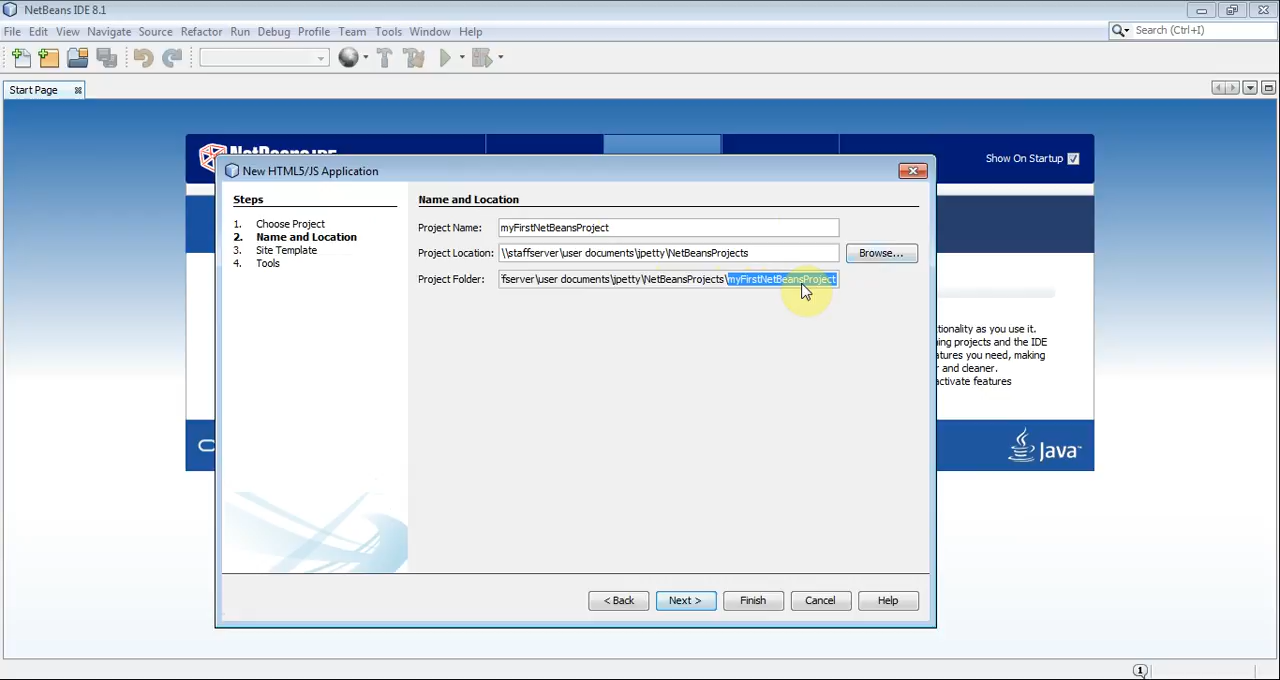 NetBeans IDE 8.1
File Edit View Navigate Source Refactor Run Debug Profile Team Tools Window Help
Search (Ctrl+I)
Start Page
NetBeans IDE
Show On Startup
New HTML5/JS Application
Steps
1. Choose Project
2. Name and Location
3. Site Template
4. Tools
Name and Location
Project Name: myFirstNetBeansProject
Project Location: \\staffserver\user documents\jpetty\NetBeansProjects Browse...
Project Folder: fserver\user documents\jpetty\NetBeansProjects\myFirstNetBeansProject
tionality as you use it.
ing projects and the IDE
atures you need, making
r and cleaner.
activate features
Java
< Back Next > Finish Cancel Help
1